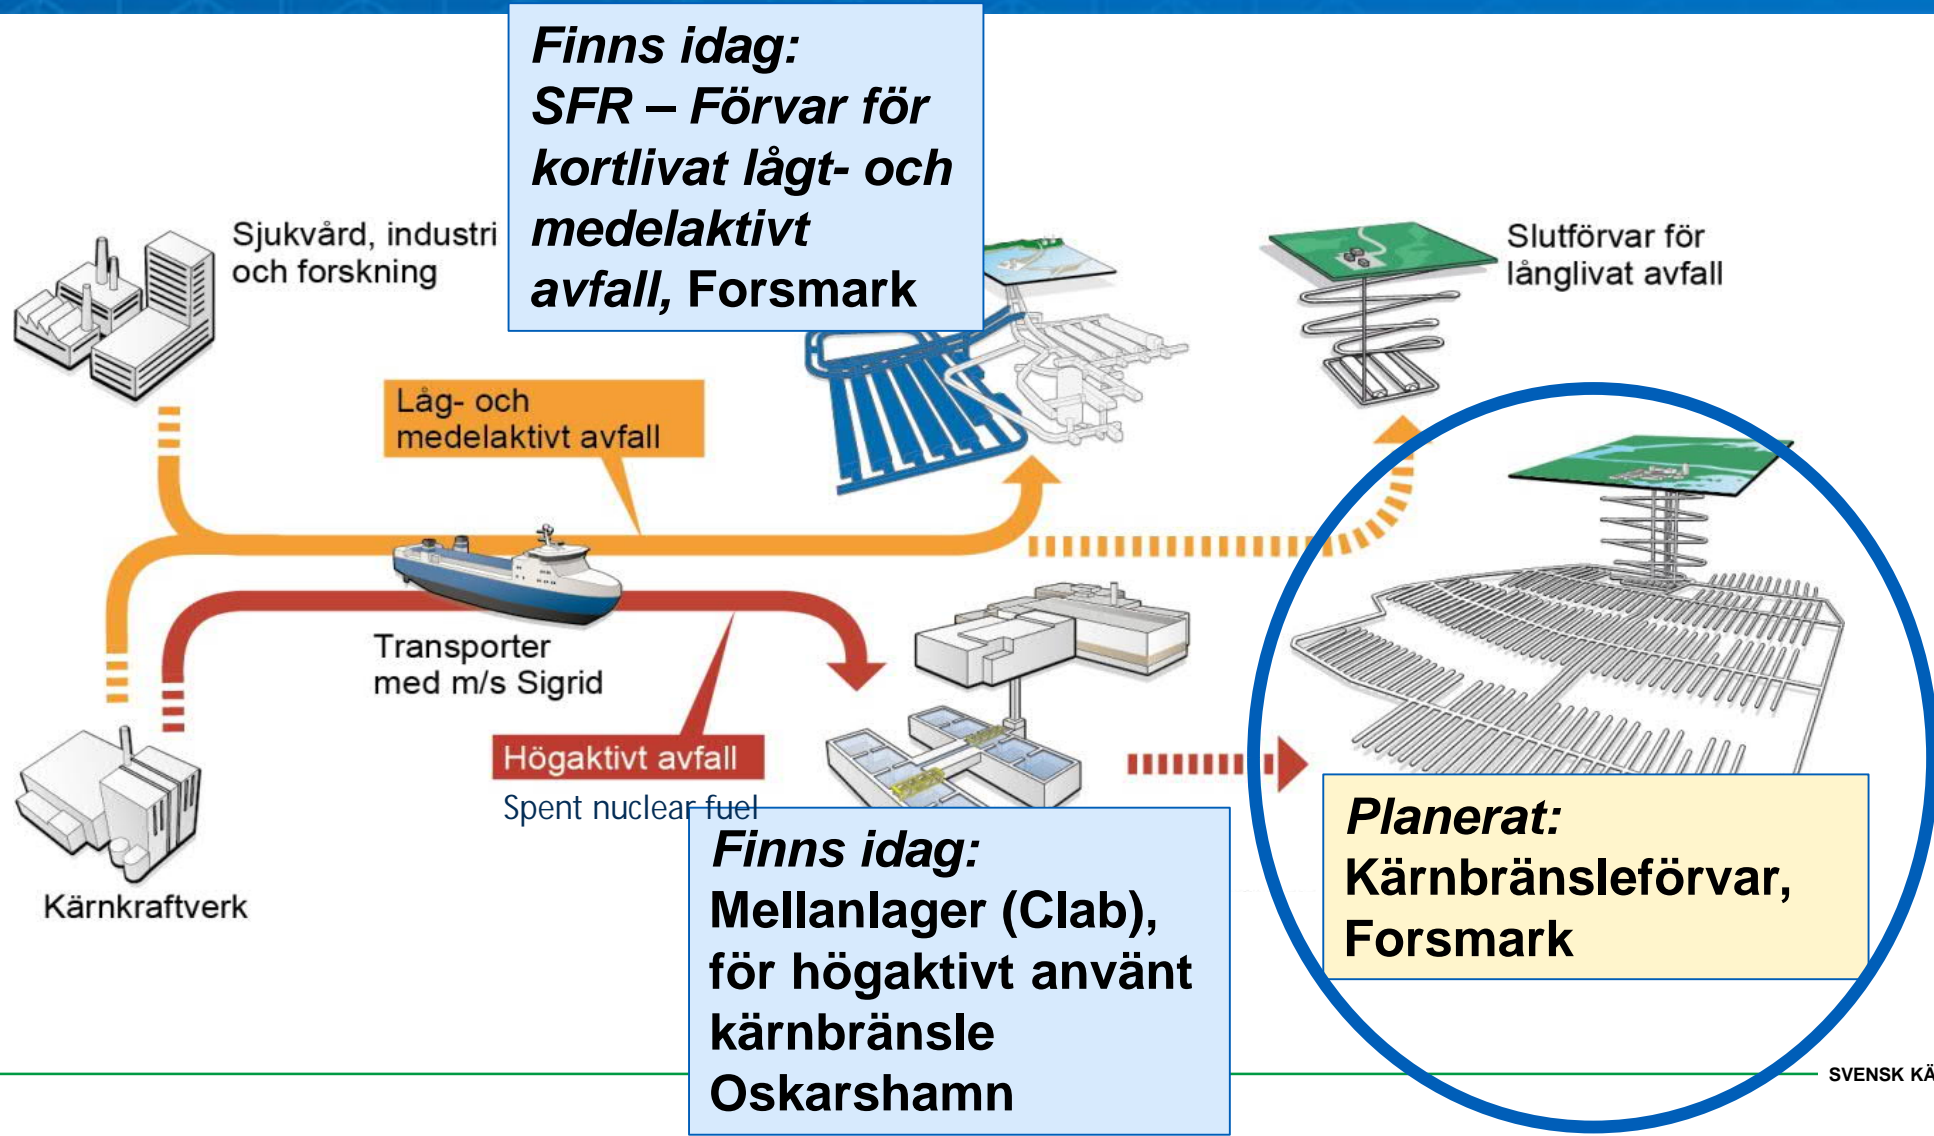 Finns idag:
SFR – Förvar för
kortlivat lågt- och
medelaktivt
avfall, Forsmark
Sjukvård, industri
och forskning
Slutförvar för
långlivat avfall
Låg- och
medelaktivt avfall
Transporter
med m/s Sigrid
Högaktivt avfall
Spent nuclear fuel
Kärnkraftverk
Finns idag:
Mellanlager (Clab),
för högaktivt använt
kärnbränsle
Oskarshamn
Planerat:
Kärnbränsleförvar,
Forsmark
SVENSK KÄ